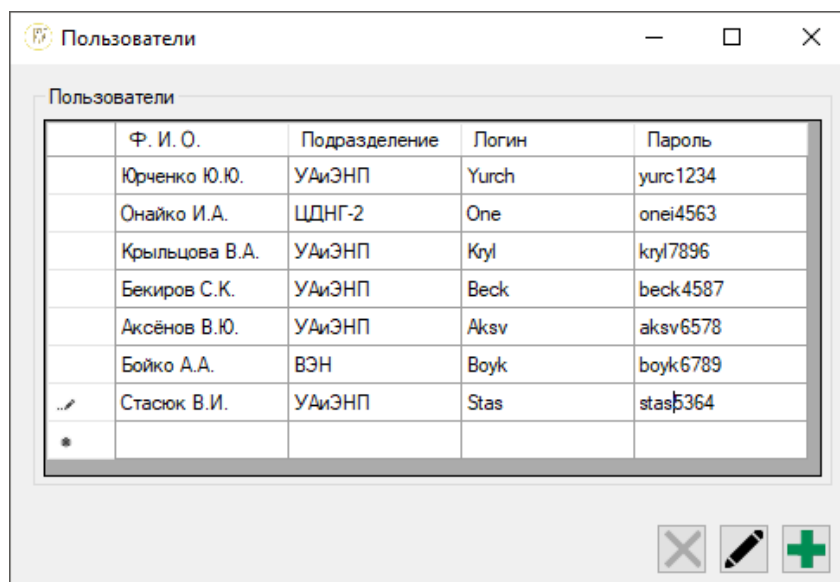 Пользователи
Пользователи
Ф. И. О. Подразделение Логин Пароль
Юрченко Ю.Ю. УАиЭНП Yurch yurc1234
Онайко И.А. ЦДНГ-2 One onei4563
Крыльцова В.А. УАиЭНП Kryl kryl7896
Бекиров С.К. УАиЭНП Beck beck4587
Аксёнов В.Ю. УАиЭНП Aksv aksv6578
Бойко А.А. ВЭН Boyk boyk6789
Стасюк В.И. УАиЭНП Stas stas5364